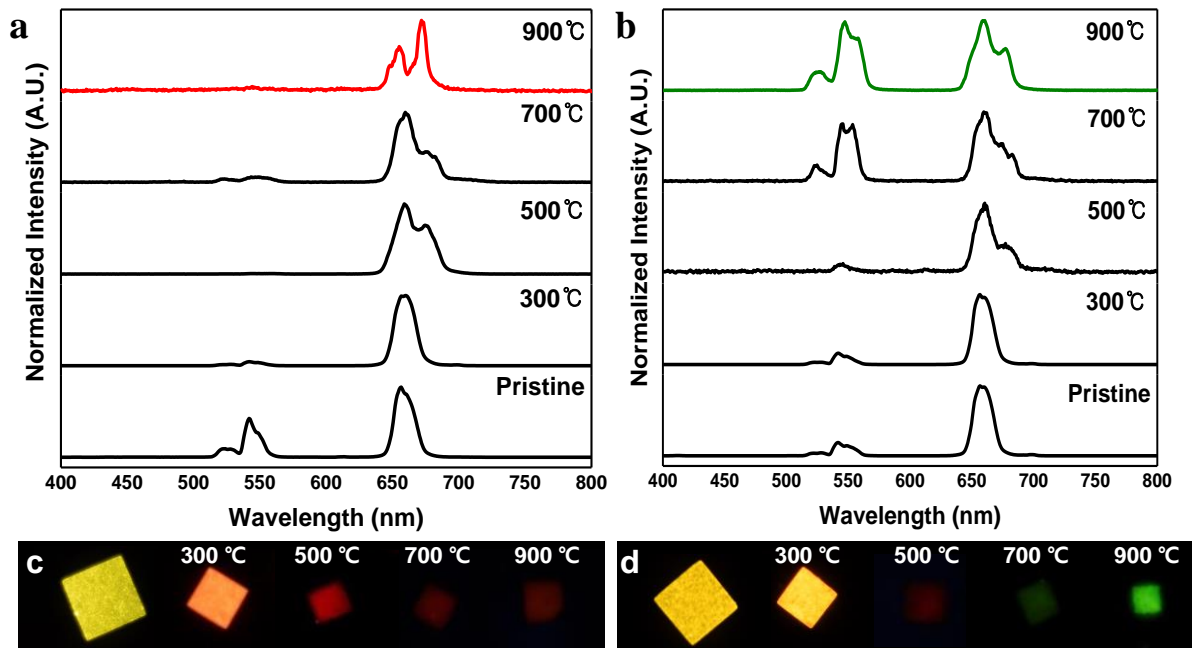 a
Normalized Intensity (A.U.)
900℃
700℃
500℃
300℃
Pristine
400 450 500 550 600 650 700 750 800
Wavelength (nm)
b
Normalized Intensity (A.U.)
900℃
700℃
500℃
300℃
Pristine
400 450 500 550 600 650 700 750 800
Wavelength (nm)
c 300 ℃ 500 ℃ 700 ℃ 900 ℃
d 300 ℃ 500 ℃ 700 ℃ 900 ℃